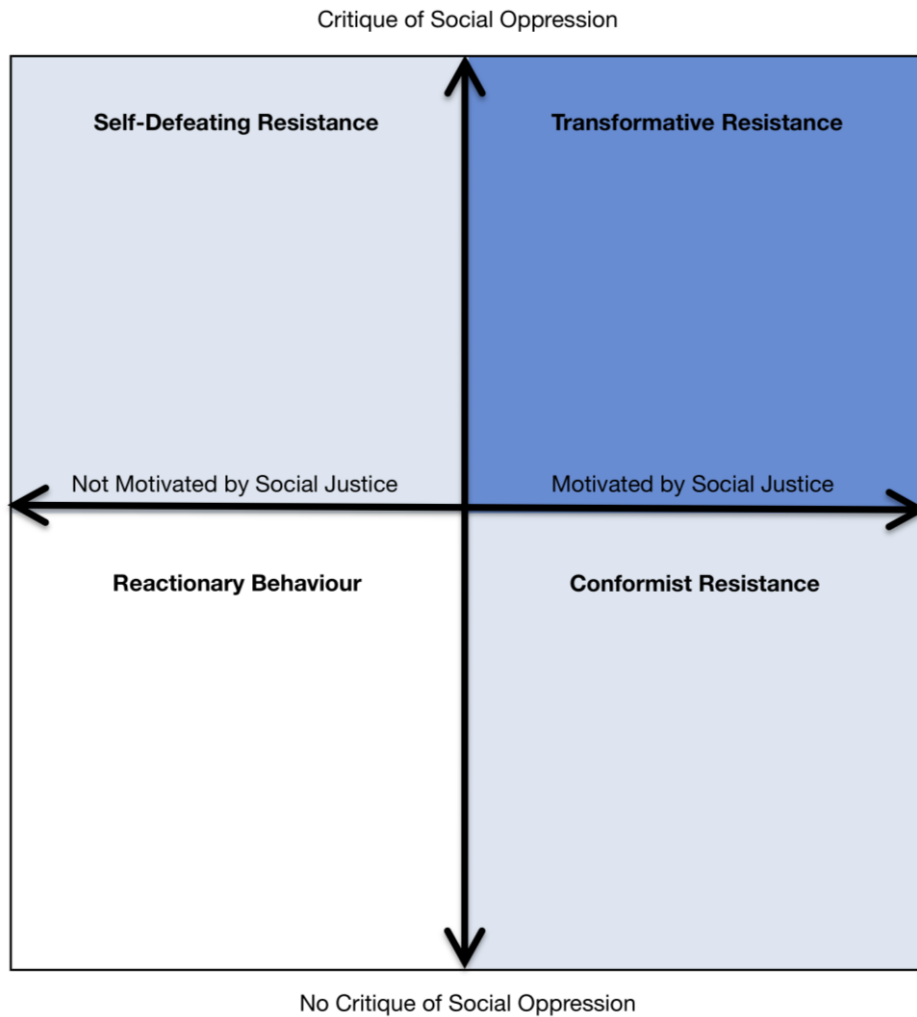 Critique of Social Oppression
Self-Defeating Resistance
Transformative Resistance
Not Motivated by Social Justice
Motivated by Social Justice
Reactionary Behaviour
Conformist Resistance
No Critique of Social Oppression